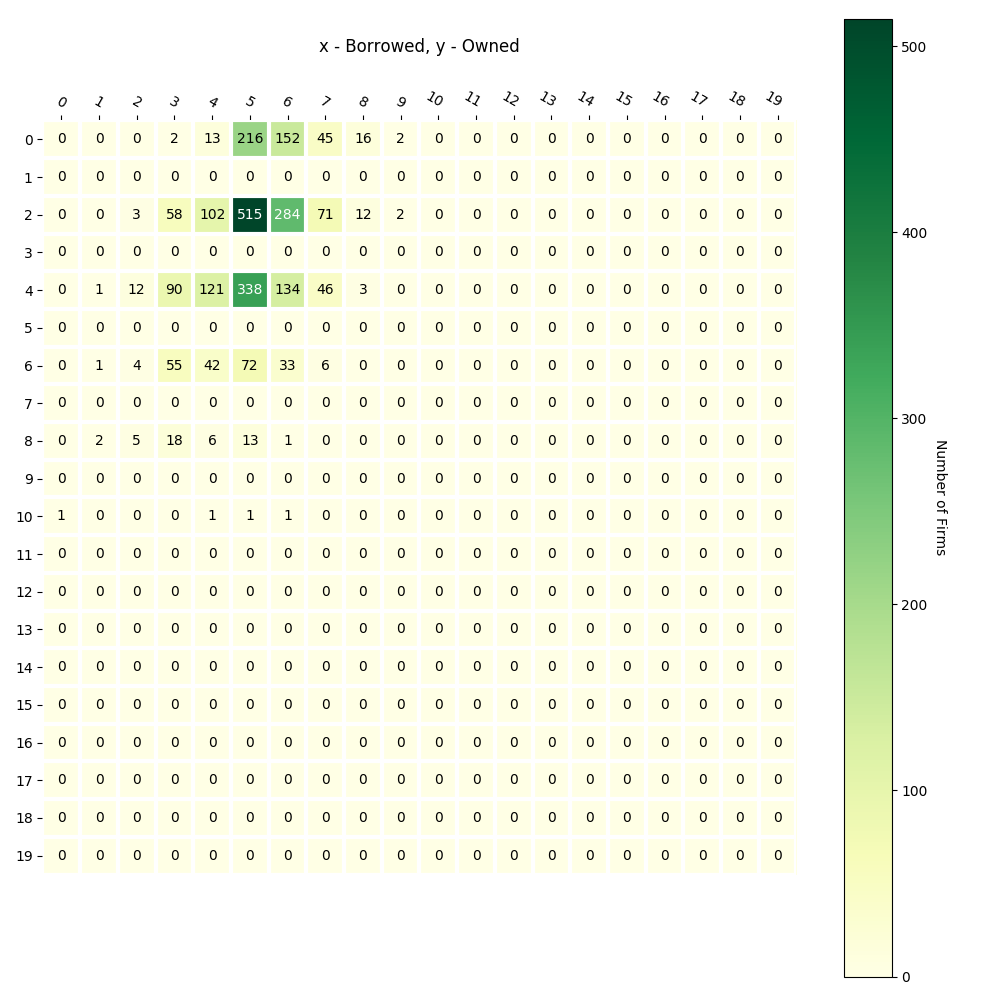 x - Borrowed, y - Owned
0 1 2 3 4 5 6 7 8 9 10 11 12 13 14 15 16 17 18 19
0 0 0 0 2 13 216 152 45 16 2 0 0 0 0 0 0 0 0 0 0
1 0 0 0 0 0 0 0 0 0 0 0 0 0 0 0 0 0 0 0 0
2 0 0 3 58 102 515 284 71 12 2 0 0 0 0 0 0 0 0 0 0
3 0 0 0 0 0 0 0 0 0 0 0 0 0 0 0 0 0 0 0 0
4 0 1 12 90 121 338 134 46 3 0 0 0 0 0 0 0 0 0 0 0
5 0 0 0 0 0 0 0 0 0 0 0 0 0 0 0 0 0 0 0 0
6 0 1 4 55 42 72 33 6 0 0 0 0 0 0 0 0 0 0 0 0
7 0 0 0 0 0 0 0 0 0 0 0 0 0 0 0 0 0 0 0 0
8 0 2 5 18 6 13 1 0 0 0 0 0 0 0 0 0 0 0 0 0
9 0 0 0 0 0 0 0 0 0 0 0 0 0 0 0 0 0 0 0 0
10 1 0 0 0 1 1 1 0 0 0 0 0 0 0 0 0 0 0 0 0
11 0 0 0 0 0 0 0 0 0 0 0 0 0 0 0 0 0 0 0 0
12 0 0 0 0 0 0 0 0 0 0 0 0 0 0 0 0 0 0 0 0
13 0 0 0 0 0 0 0 0 0 0 0 0 0 0 0 0 0 0 0 0
14 0 0 0 0 0 0 0 0 0 0 0 0 0 0 0 0 0 0 0 0
15 0 0 0 0 0 0 0 0 0 0 0 0 0 0 0 0 0 0 0 0
16 0 0 0 0 0 0 0 0 0 0 0 0 0 0 0 0 0 0 0 0
17 0 0 0 0 0 0 0 0 0 0 0 0 0 0 0 0 0 0 0 0
18 0 0 0 0 0 0 0 0 0 0 0 0 0 0 0 0 0 0 0 0
19 0 0 0 0 0 0 0 0 0 0 0 0 0 0 0 0 0 0 0 0
500
400
300
200
100
0
Number of Firms